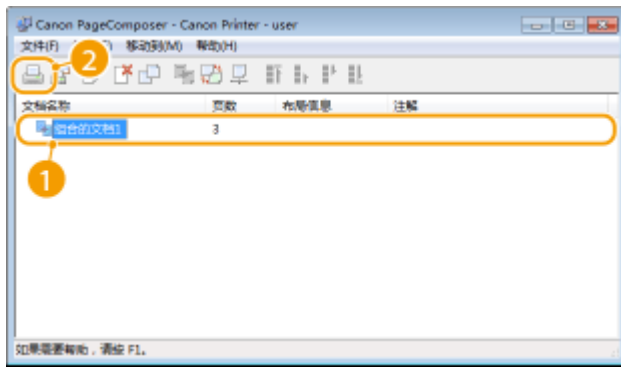 Canon PageComposer - Canon Printer - user
文件(F) 移动到(M) 帮助(H)
2
文档名称 页数 布局信息 注解
组合的文档1 3
1
如果需要帮助，请按 F1。